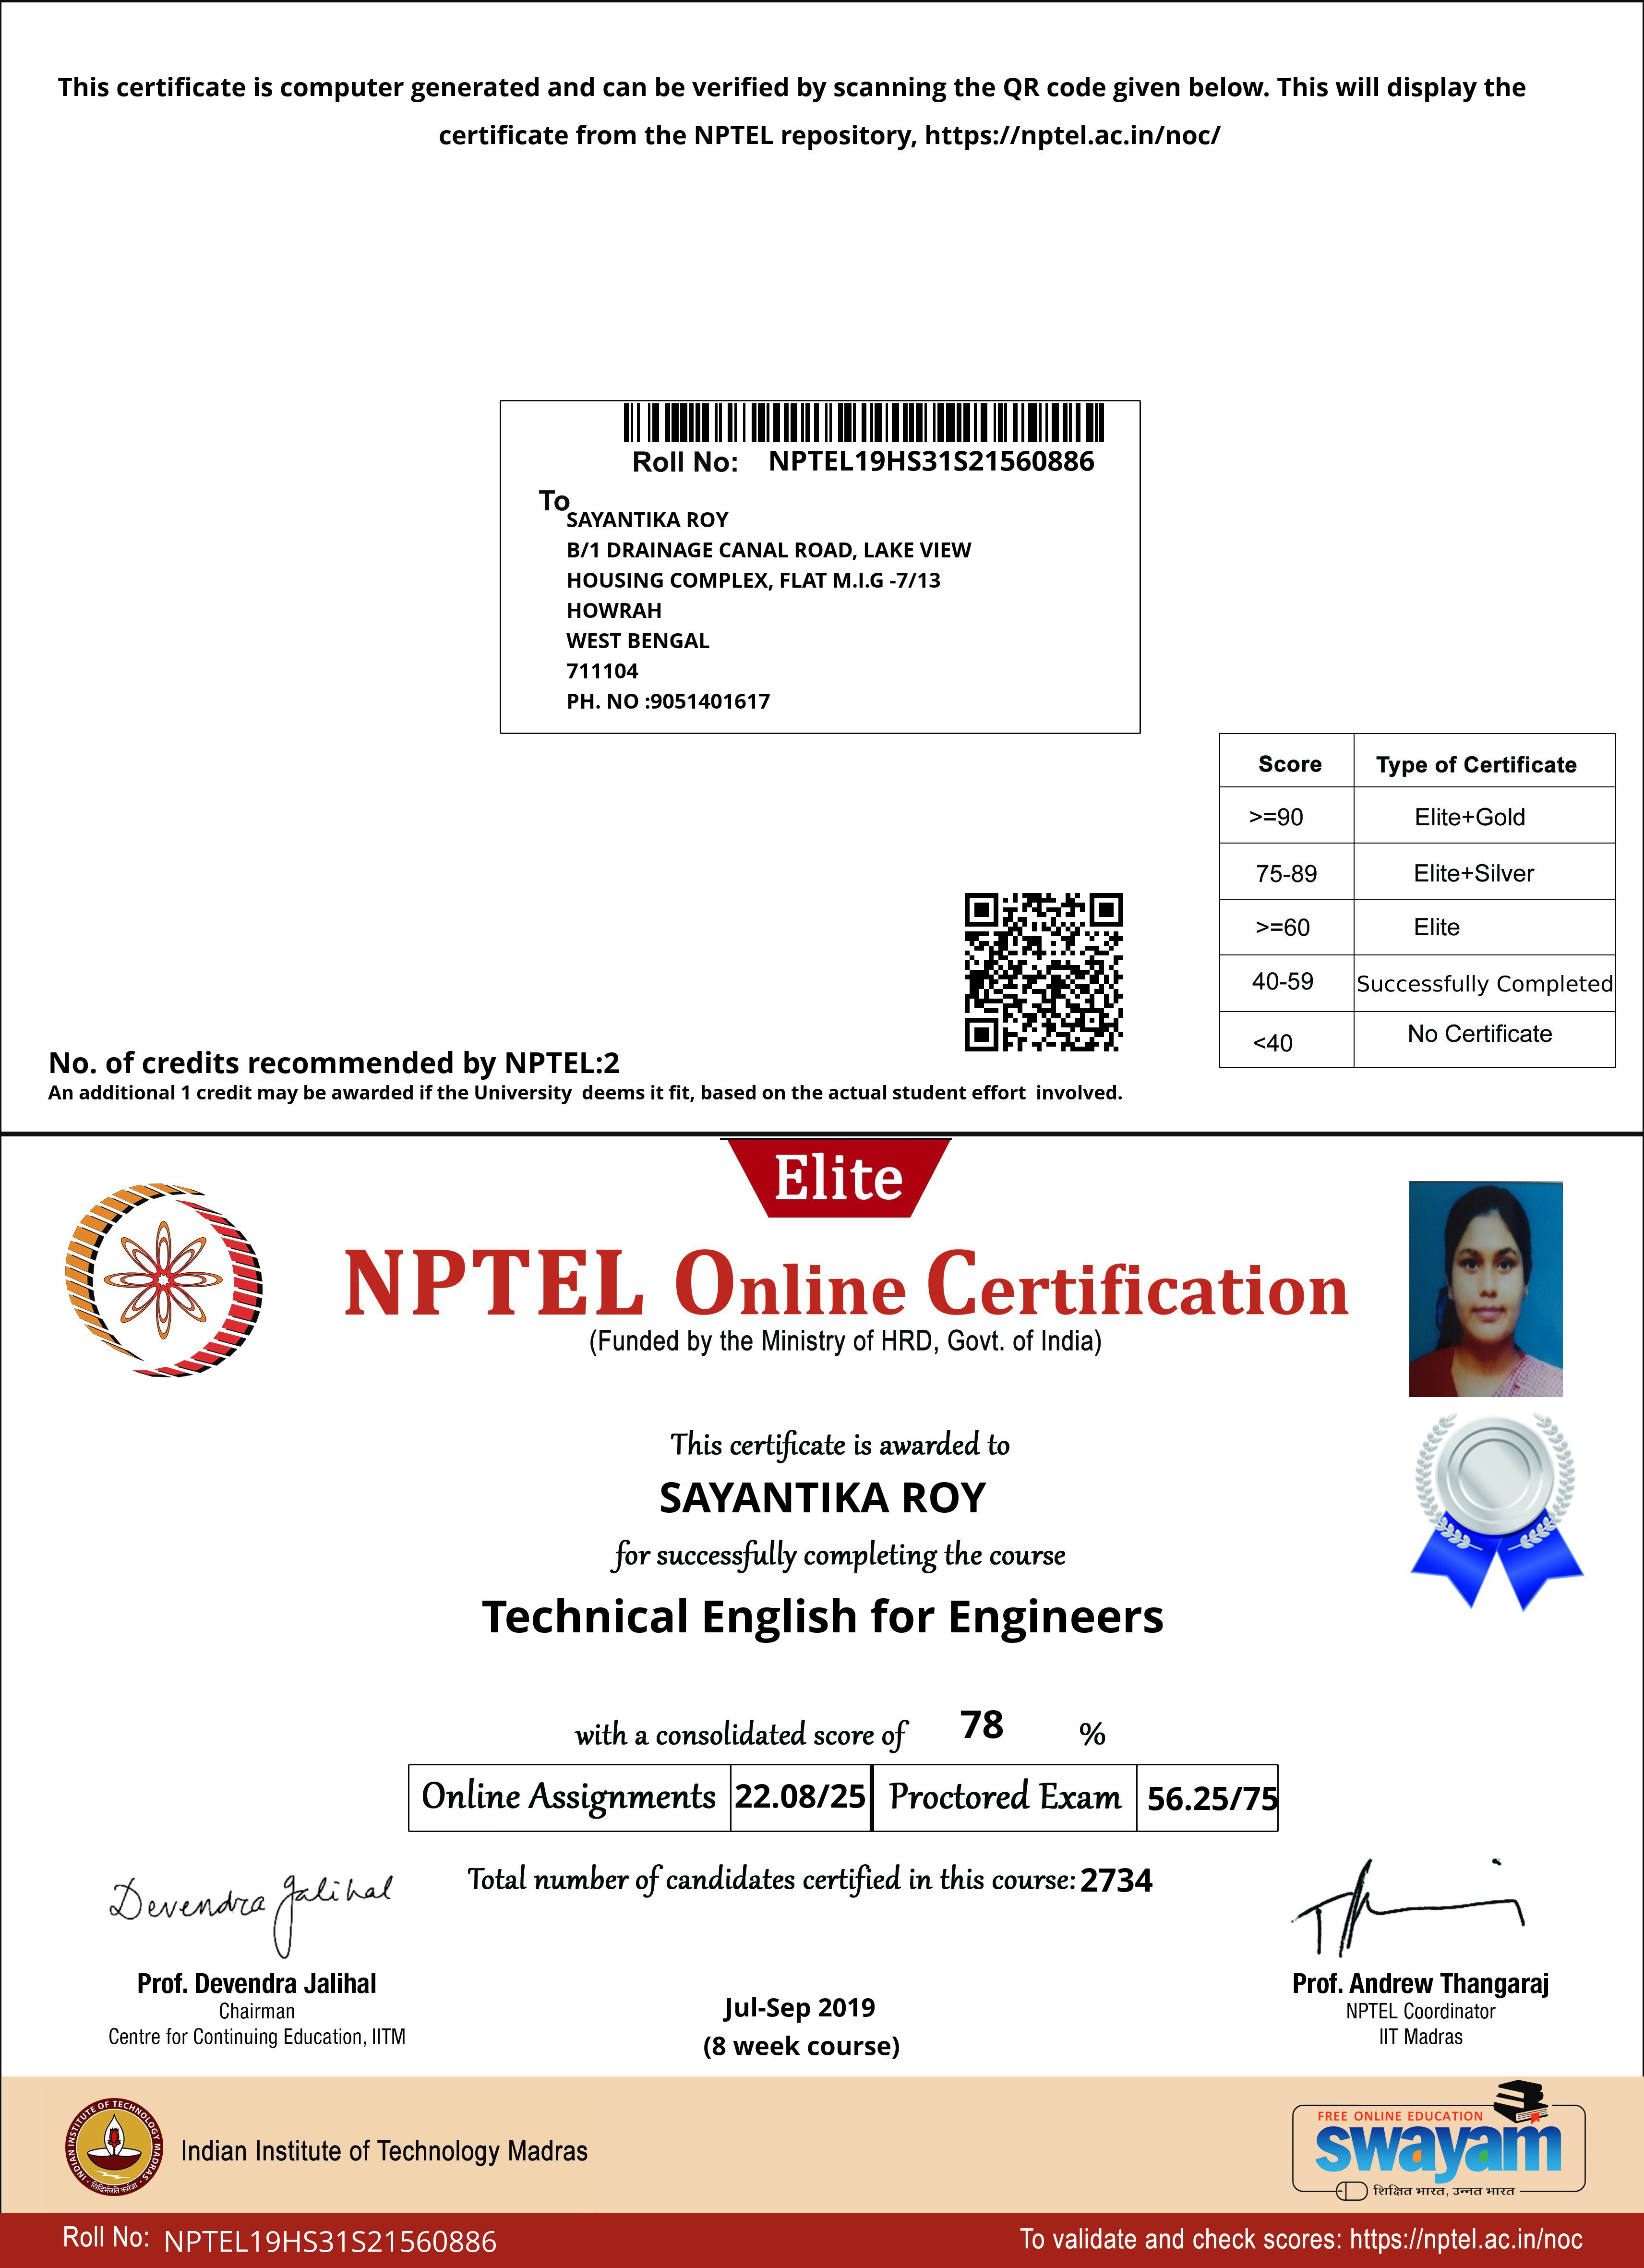 This certificate is computer generated and can be verified by scanning the QR code given below. This will display the
certificate from the NPTEL repository, https://nptel.ac.in/noc/
Roll No: NPTEL19HS31S21560886
To
SAYANTIKA ROY
B/1 DRAINAGE CANAL ROAD, LAKE VIEW
HOUSING COMPLEX, FLAT M.I.G -7/13
HOWRAH
WEST BENGAL
711104
PH. NO :9051401617
Score Type of Certificate
>=90 Elite+Gold
75-89 Elite+Silver
>=60 Elite
40-59 Successfully Completed
<40 No Certificate
No. of credits recommended by NPTEL:2
An additional 1 credit may be awarded if the University deems it fit, based on the actual student effort involved.
Elite
NPTEL Online Certification
(Funded by the Ministry of HRD, Govt. of India)
This certificate is awarded to
SAYANTIKA ROY
for successfully completing the course
Technical English for Engineers
with a consolidated score of 78 %
Online Assignments 22.08/25 Proctored Exam 56.25/75
Total number of candidates certified in this course: 2734
Devendra Jalihal
Prof. Devendra Jalihal
Chairman
Centre for Continuing Education, IITM
Jul-Sep 2019
(8 week course)
Prof. Andrew Thangaraj
NPTEL Coordinator
IIT Madras
INDIAN INSTITUTE OF TECHNOLOGY MADRAS
सिद्धिर्भवति कर्मजा
Indian Institute of Technology Madras
FREE ONLINE EDUCATION
swayam
शिक्षित भारत, उन्नत भारत
Roll No: NPTEL19HS31S21560886
To validate and check scores: https://nptel.ac.in/noc